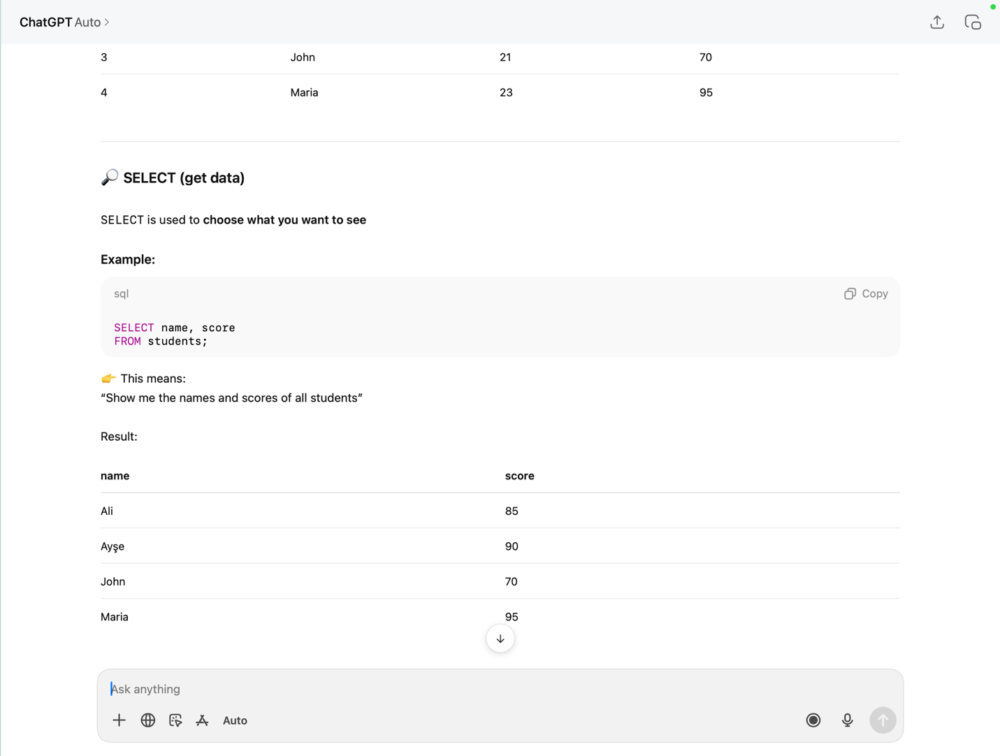 ChatGPT Auto >
3 John 21 70
4 Maria 23 95
🔎 SELECT (get data)
SELECT is used to choose what you want to see
Example:
sql Copy
SELECT name, score
FROM students;
👉 This means:
“Show me the names and scores of all students”
Result:
name score
Ali 85
Ayşe 90
John 70
Maria 95
Ask anything
Auto